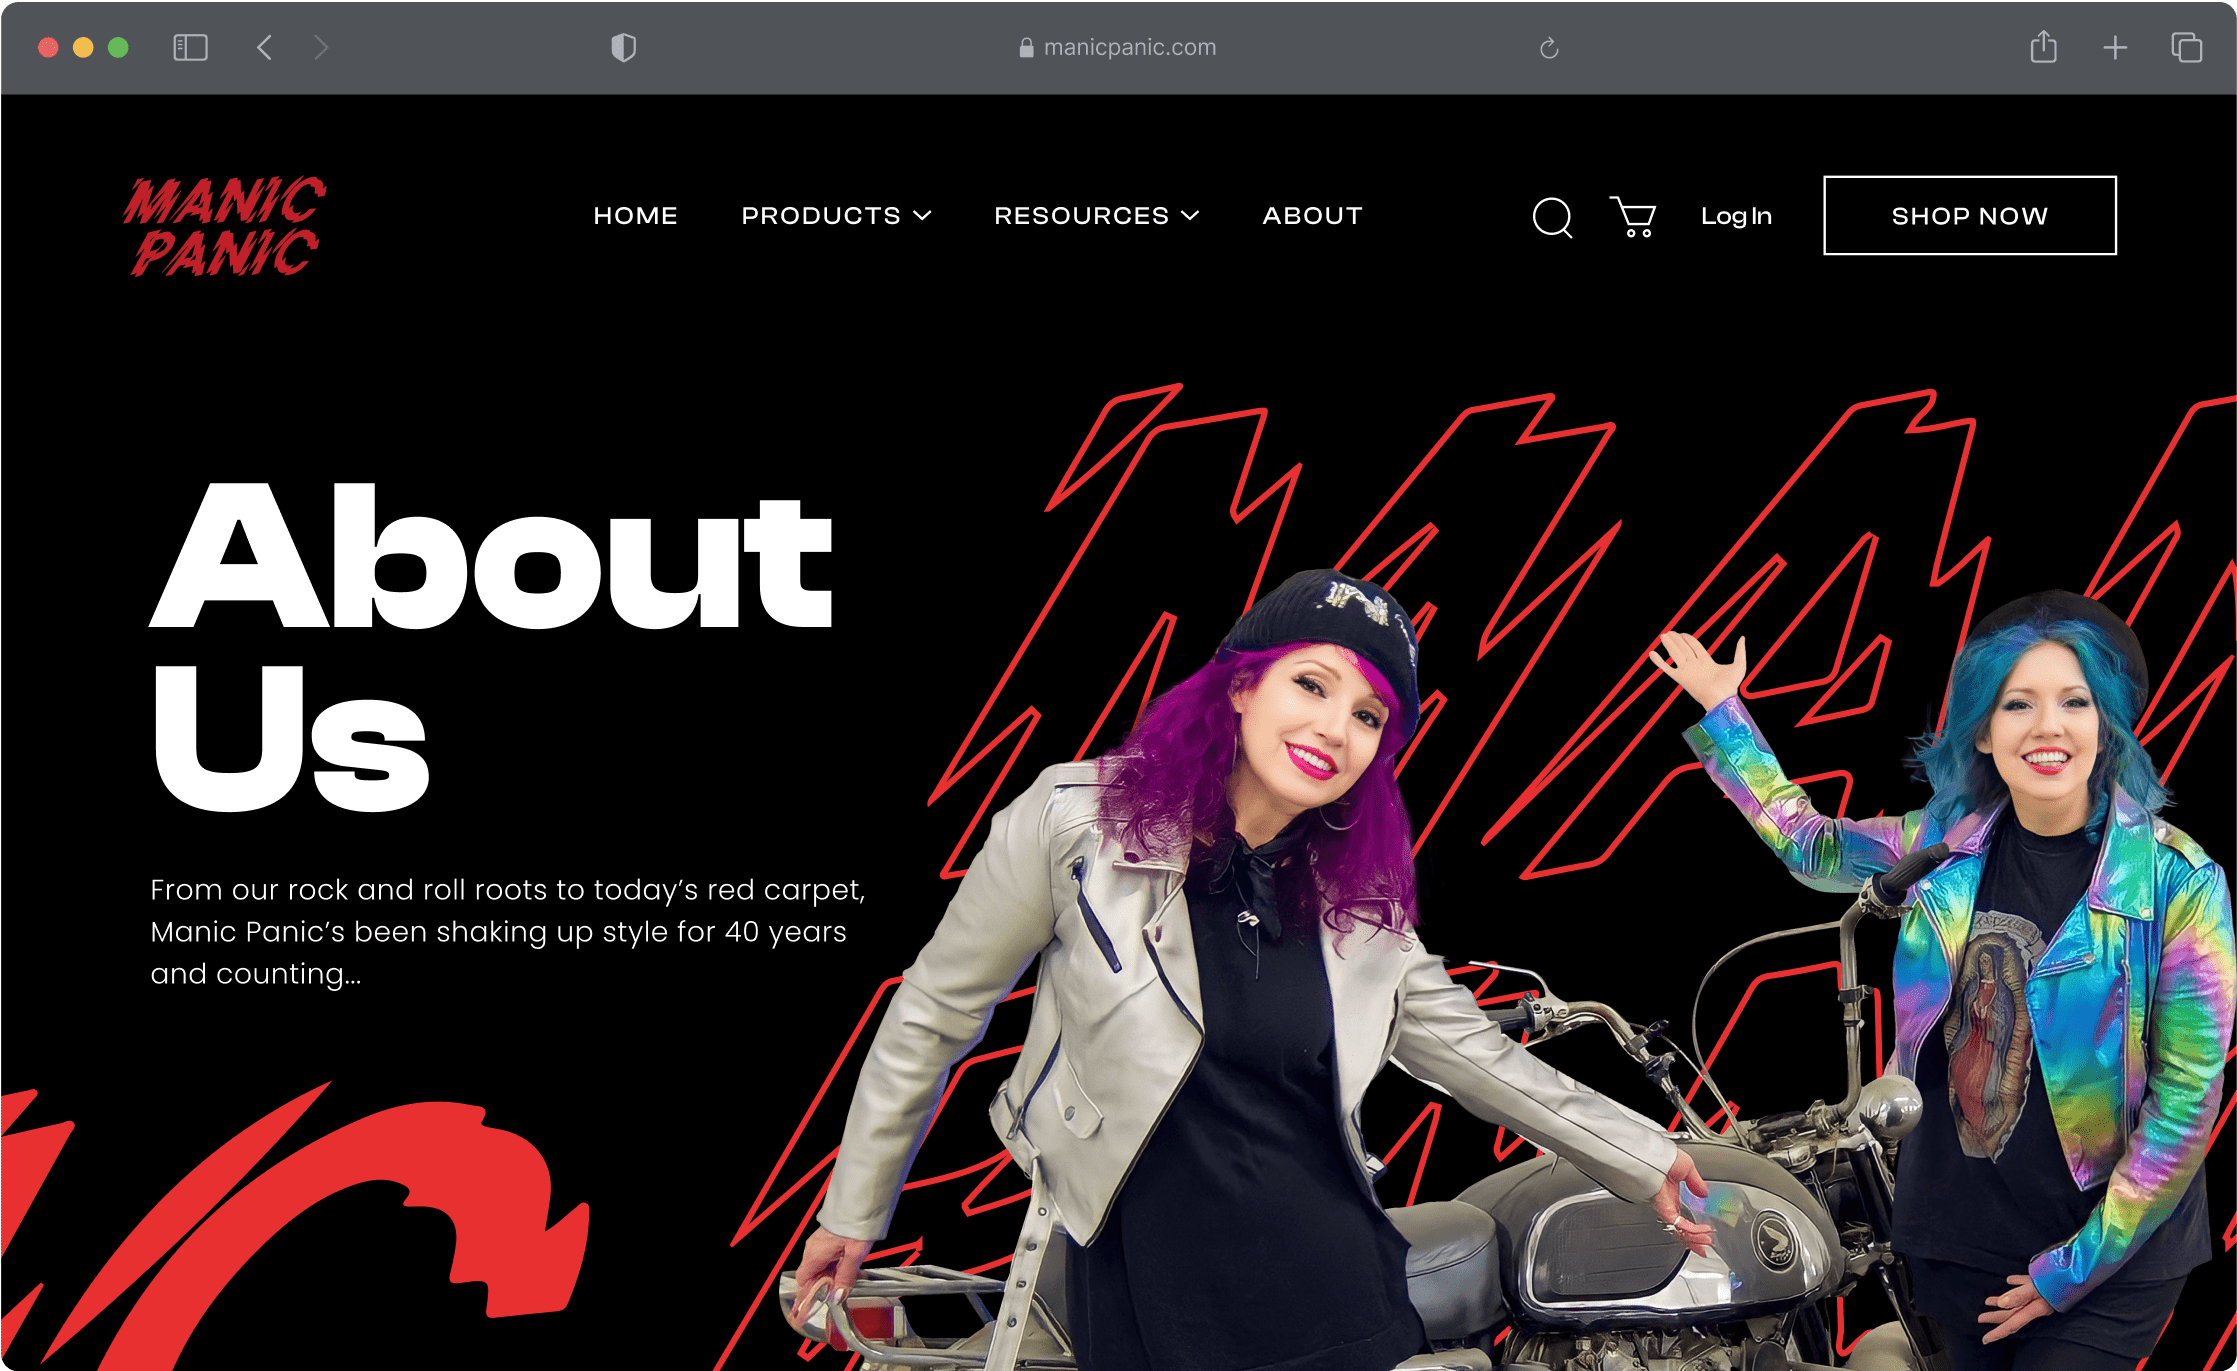 manicpanic.com
MANIC
PANIC
HOME PRODUCTS RESOURCES ABOUT Log In SHOP NOW
About
Us
From our rock and roll roots to today’s red carpet,
Manic Panic’s been shaking up style for 40 years
and counting...